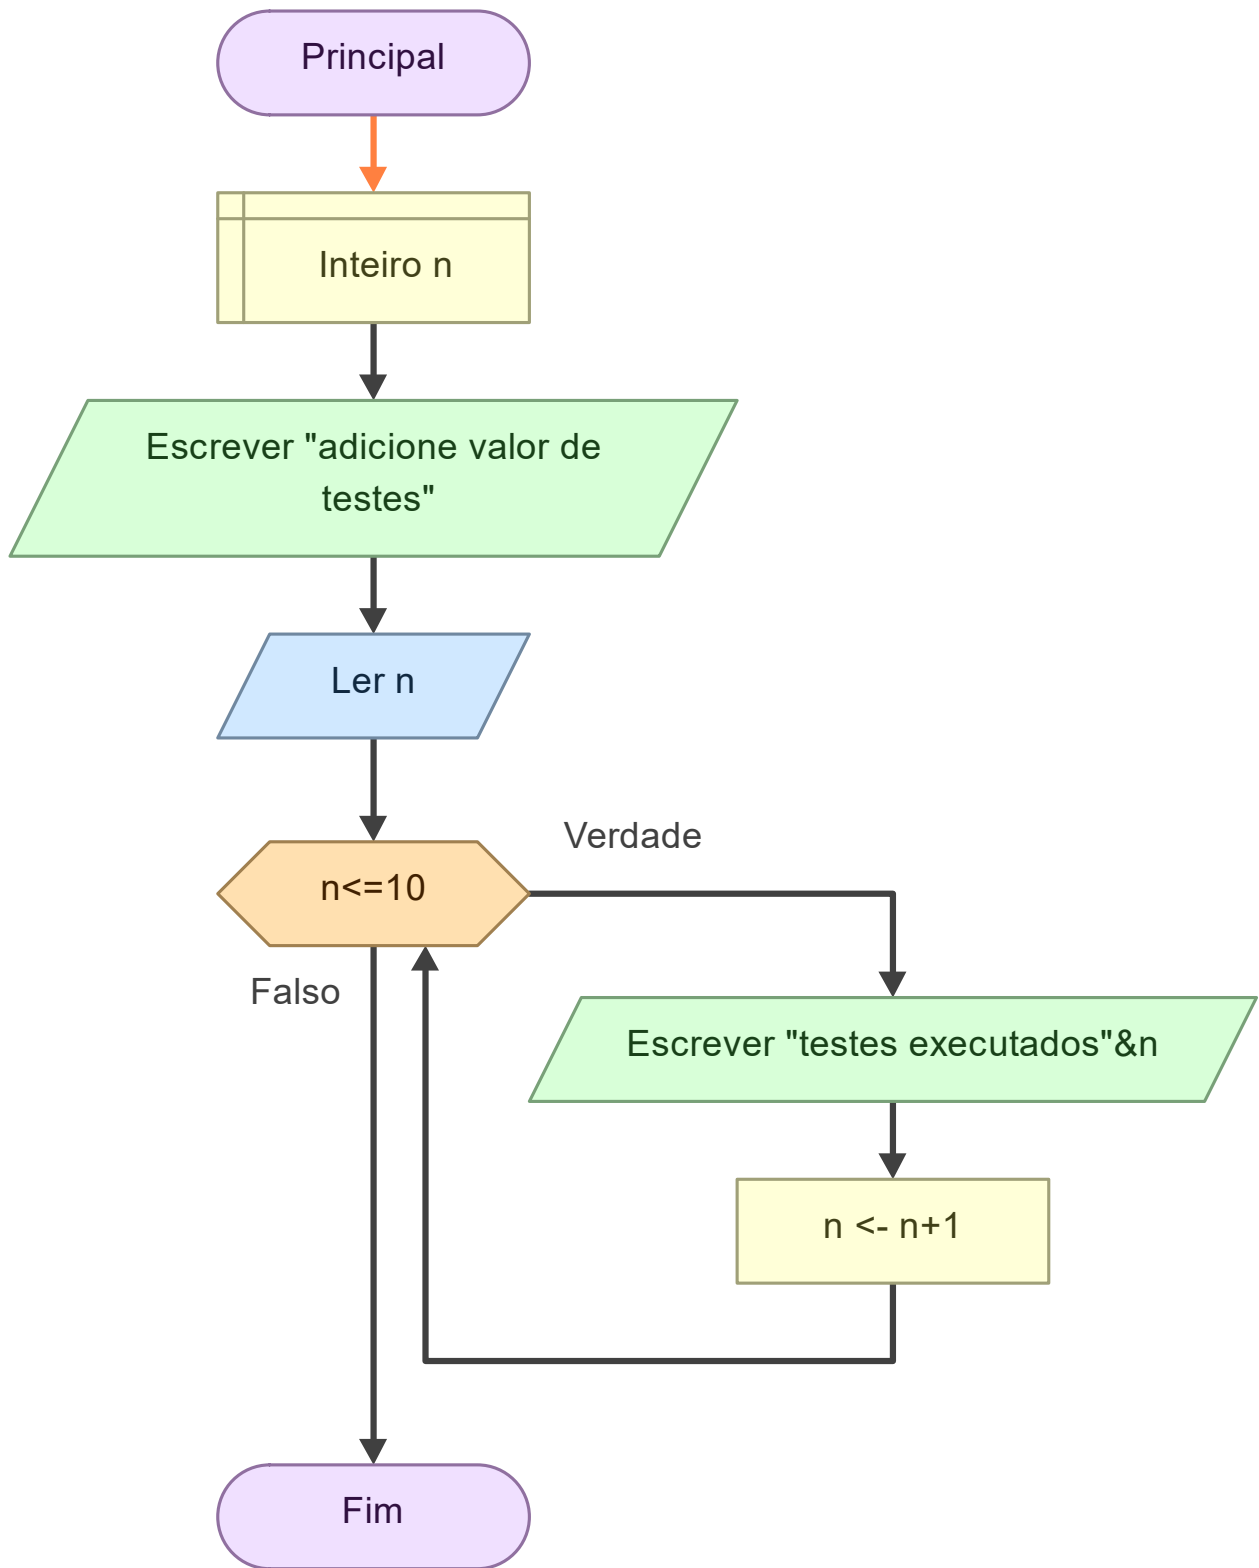 Principal
Inteiro n
Escrever "adicione valor de
testes"
Ler n
Verdade
n<=10
Falso
Escrever "testes executados"&n
n <- n+1
Fim